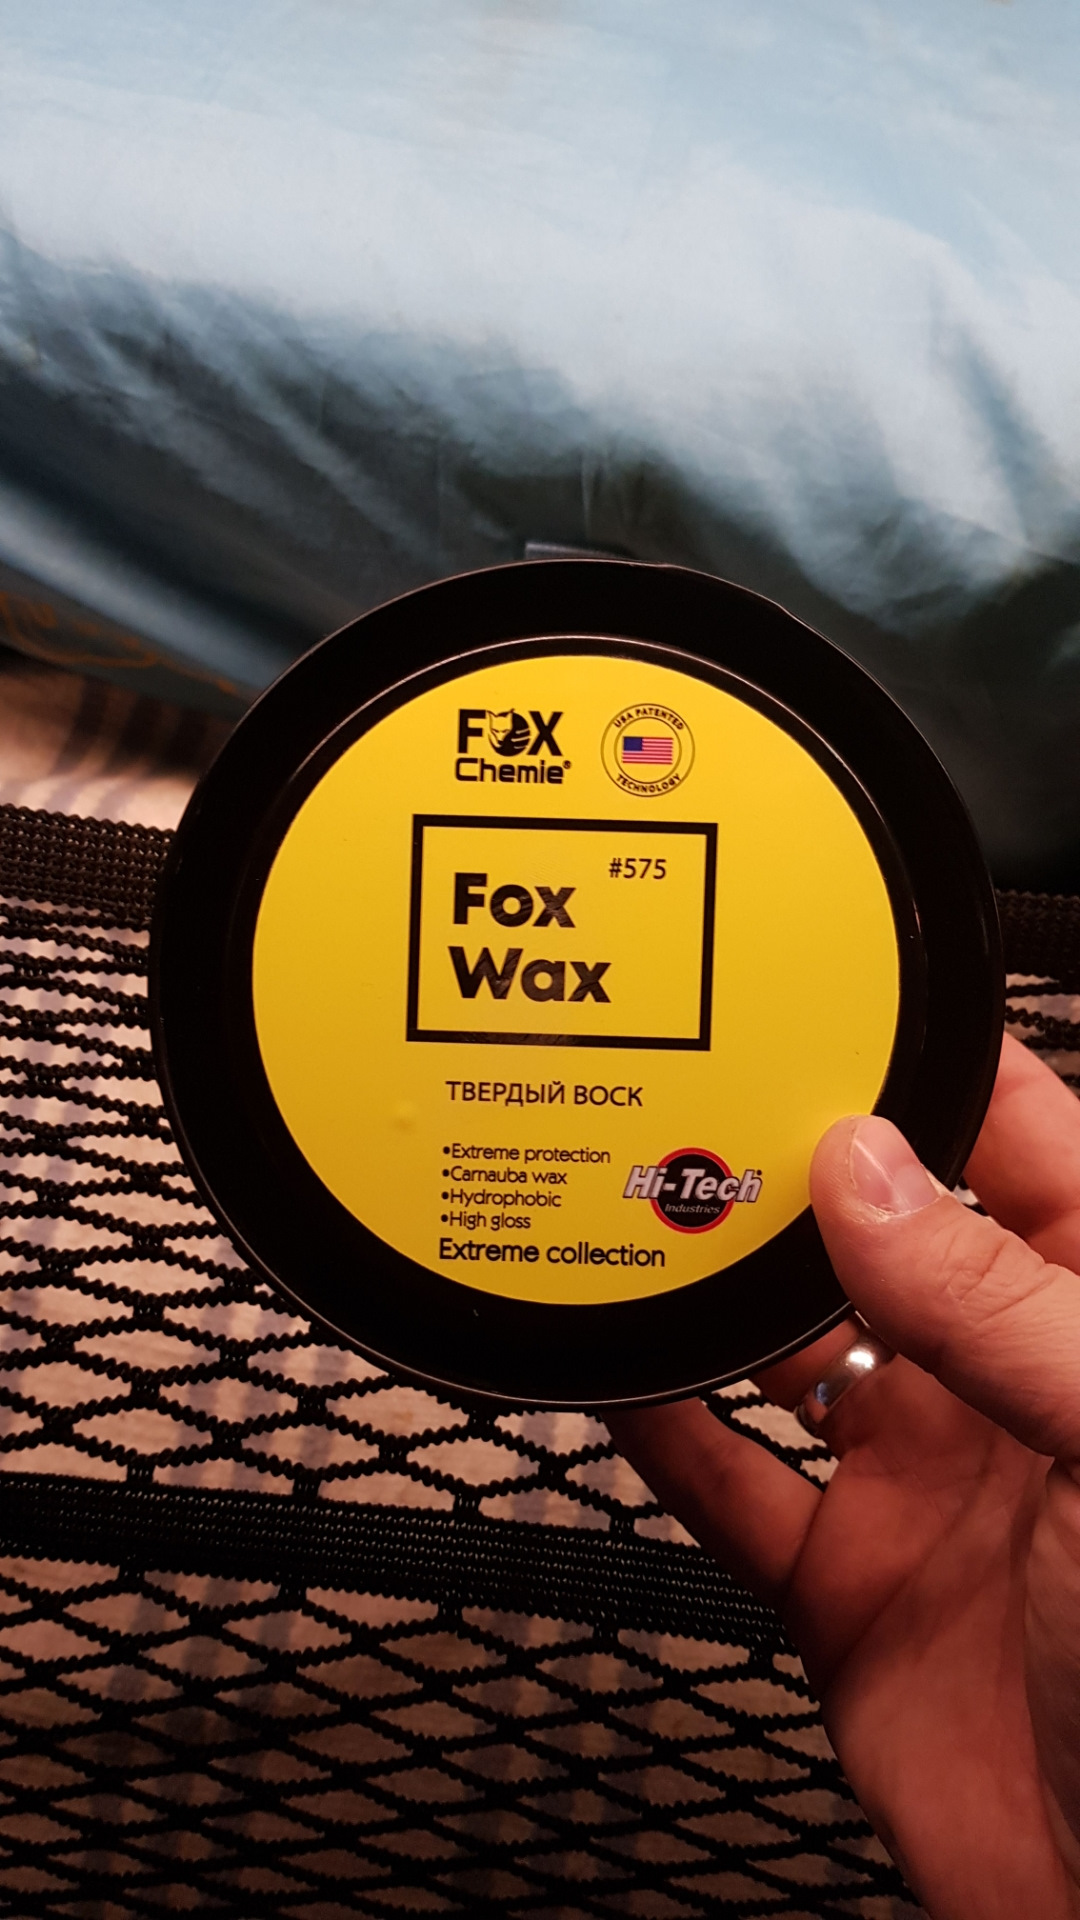 FOX
Chemie®
USA PATENTED
TECHNOLOGY
#575
Fox
Wax
ТВЕРДЫЙ ВОСК
•Extreme protection
•Carnauba wax
•Hydrophobic
•High gloss
Extreme collection
Hi-Tech
Industries